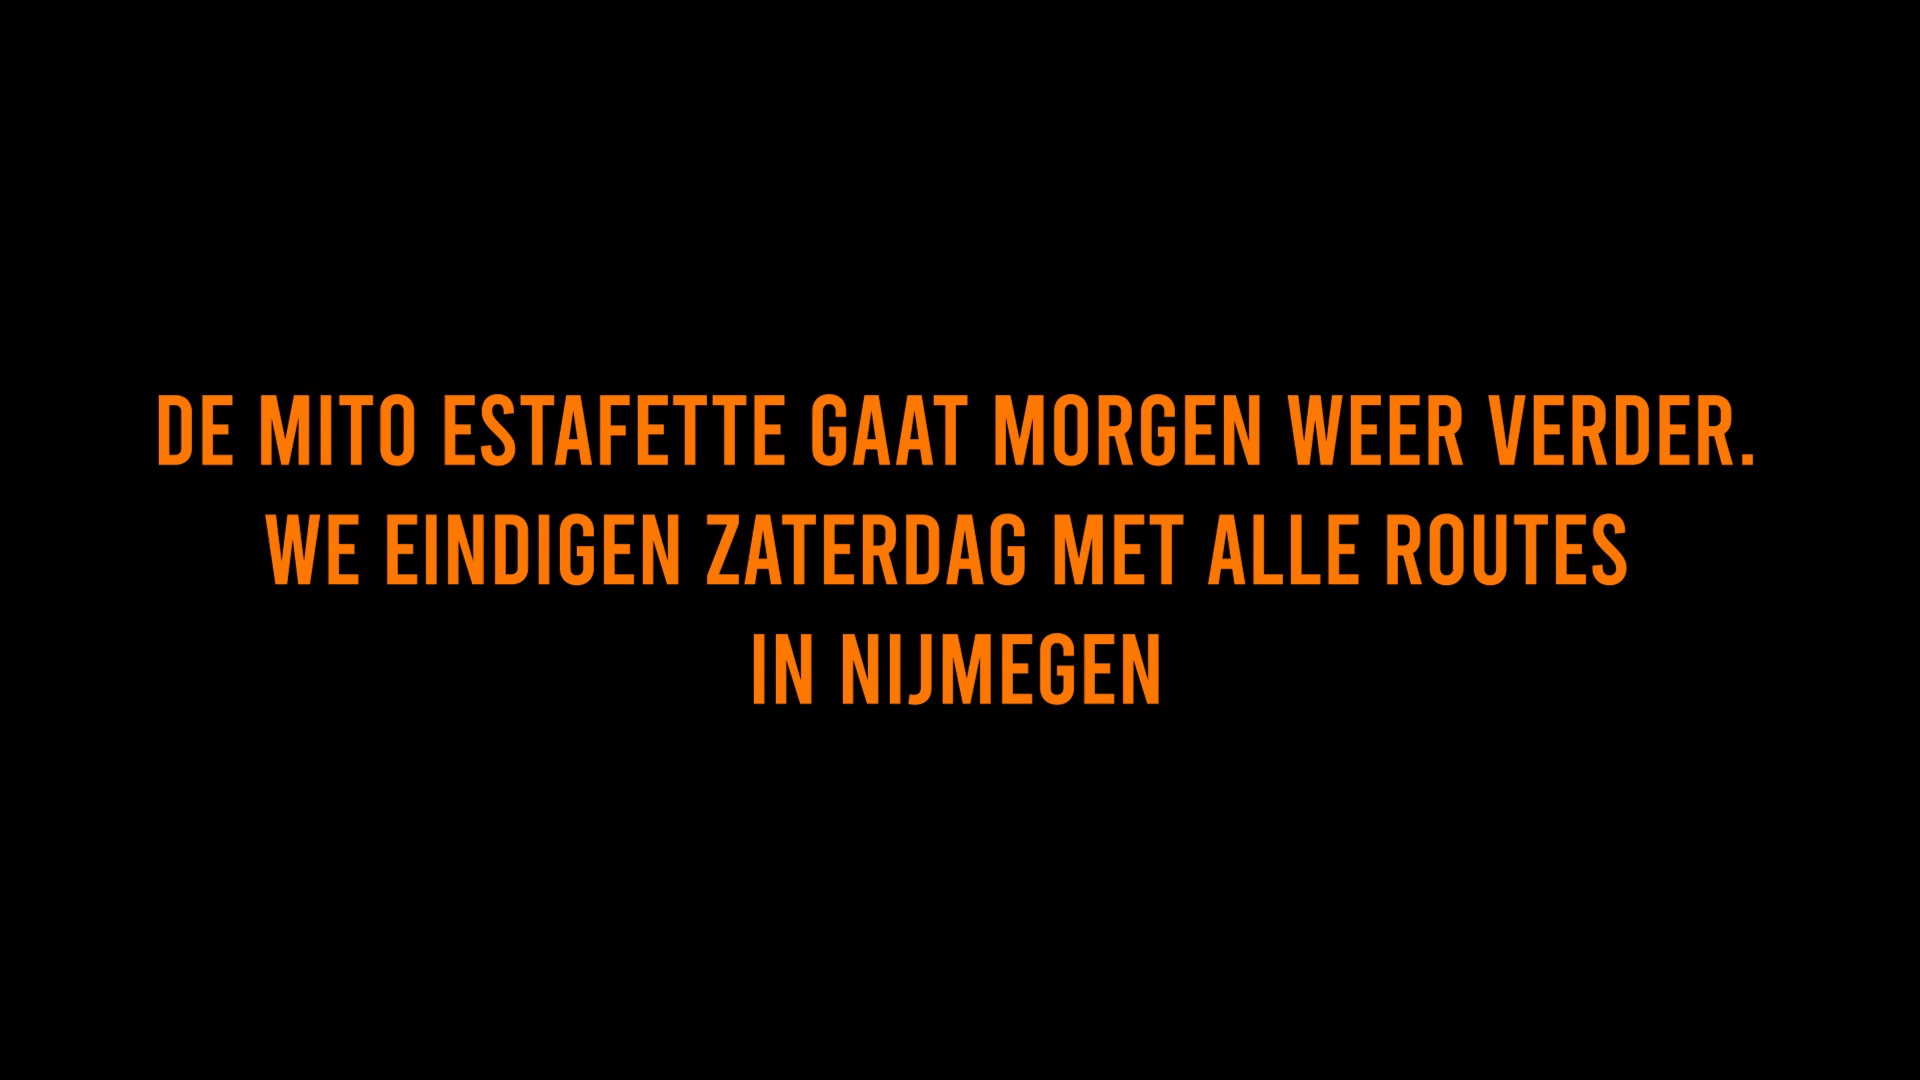 DE MITO ESTAFETTE GAAT MORGEN WEER VERDER.
WE EINDIGEN ZATERDAG MET ALLE ROUTES
IN NIJMEGEN